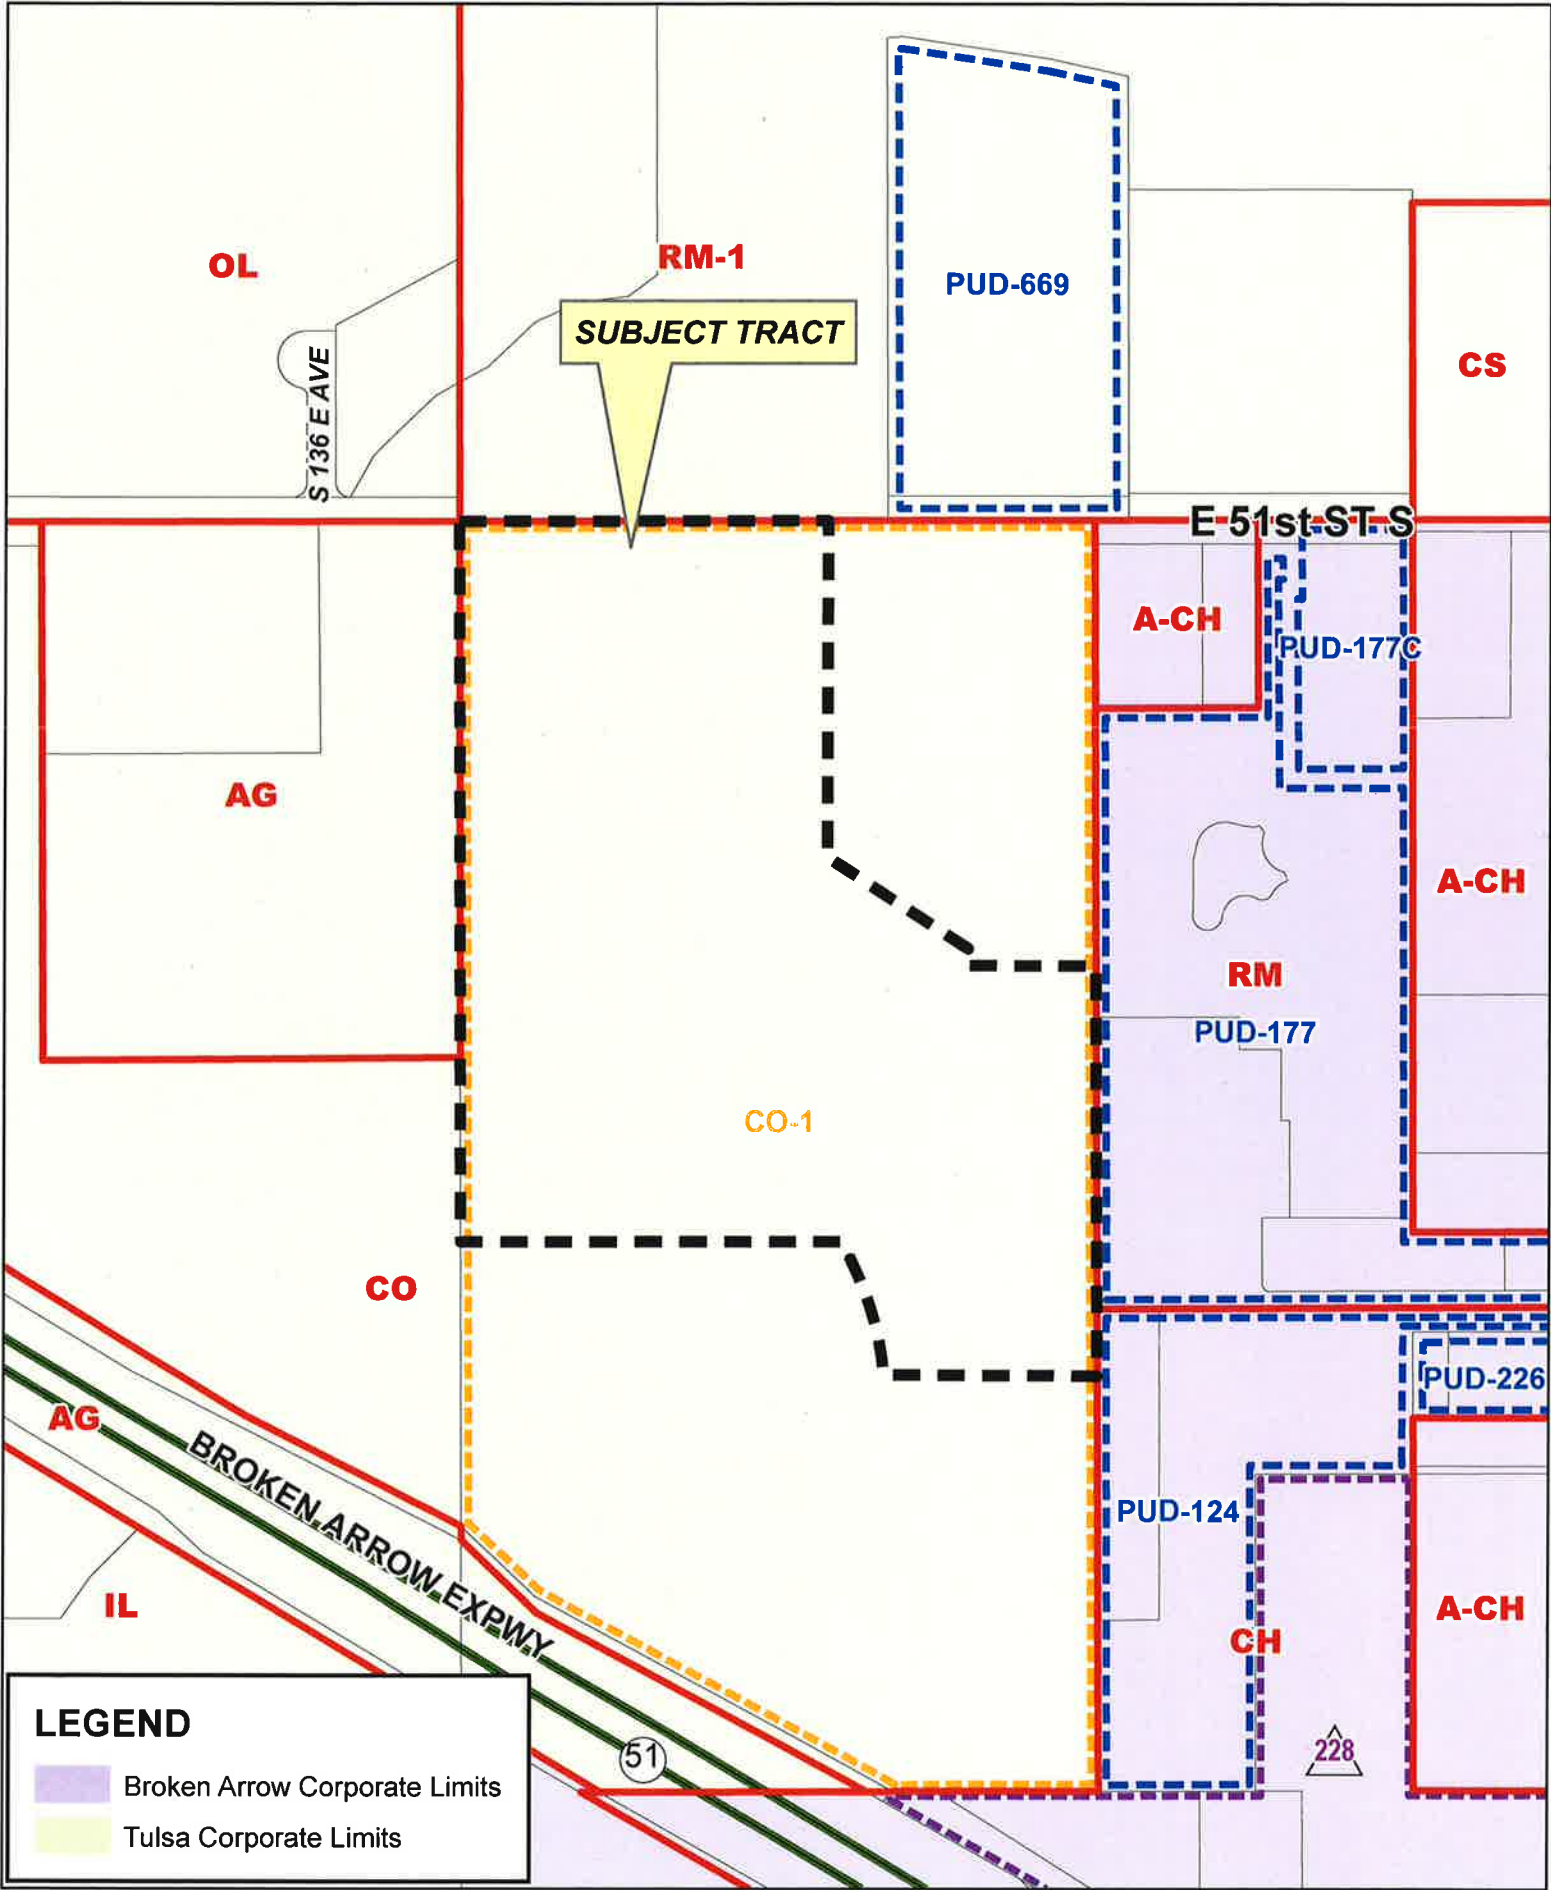 OL
RM-1
PUD-669
SUBJECT TRACT
CS
S 136 E AVE
E 51st ST S
A-CH
PUD-177C
AG
A-CH
RM
PUD-177
CO-1
CO
PUD-226
AG
BROKEN ARROW EXPWY
PUD-124
IL
A-CH
CH
228
51
LEGEND
Broken Arrow Corporate Limits
Tulsa Corporate Limits